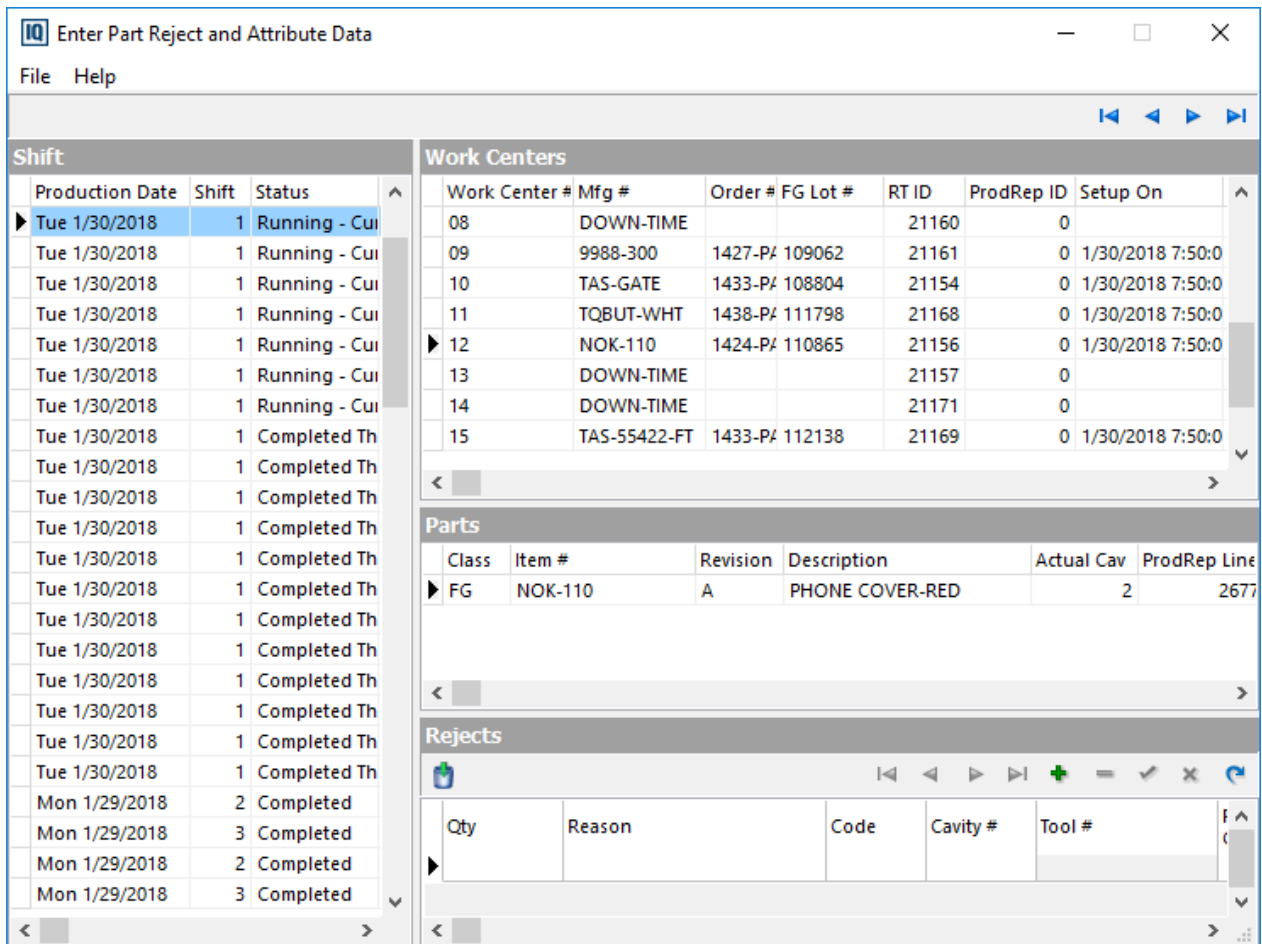 IQ Enter Part Reject and Attribute Data
File Help
Shift
Production Date Shift Status
Tue 1/30/2018 1 Running - Cur
Tue 1/30/2018 1 Running - Cur
Tue 1/30/2018 1 Running - Cur
Tue 1/30/2018 1 Running - Cur
Tue 1/30/2018 1 Running - Cur
Tue 1/30/2018 1 Running - Cur
Tue 1/30/2018 1 Running - Cur
Tue 1/30/2018 1 Completed Th
Tue 1/30/2018 1 Completed Th
Tue 1/30/2018 1 Completed Th
Tue 1/30/2018 1 Completed Th
Tue 1/30/2018 1 Completed Th
Tue 1/30/2018 1 Completed Th
Tue 1/30/2018 1 Completed Th
Tue 1/30/2018 1 Completed Th
Tue 1/30/2018 1 Completed Th
Tue 1/30/2018 1 Completed Th
Tue 1/30/2018 1 Completed Th
Tue 1/30/2018 1 Completed Th
Mon 1/29/2018 2 Completed
Mon 1/29/2018 3 Completed
Mon 1/29/2018 2 Completed
Mon 1/29/2018 3 Completed
Work Centers
Work Center # Mfg # Order # FG Lot # RT ID ProdRep ID Setup On
08 DOWN-TIME 21160 0
09 9988-300 1427-PA 109062 21161 0 1/30/2018 7:50:0
10 TAS-GATE 1433-PA 108804 21154 0 1/30/2018 7:50:0
11 TQBUT-WHT 1438-PA 111798 21168 0 1/30/2018 7:50:0
12 NOK-110 1424-PA 110865 21156 0 1/30/2018 7:50:0
13 DOWN-TIME 21157 0
14 DOWN-TIME 21171 0
15 TAS-55422-FT 1433-PA 112138 21169 0 1/30/2018 7:50:0
Parts
Class Item # Revision Description Actual Cav ProdRep Line
FG NOK-110 A PHONE COVER-RED 2 2677
Rejects
Qty Reason Code Cavity # Tool #